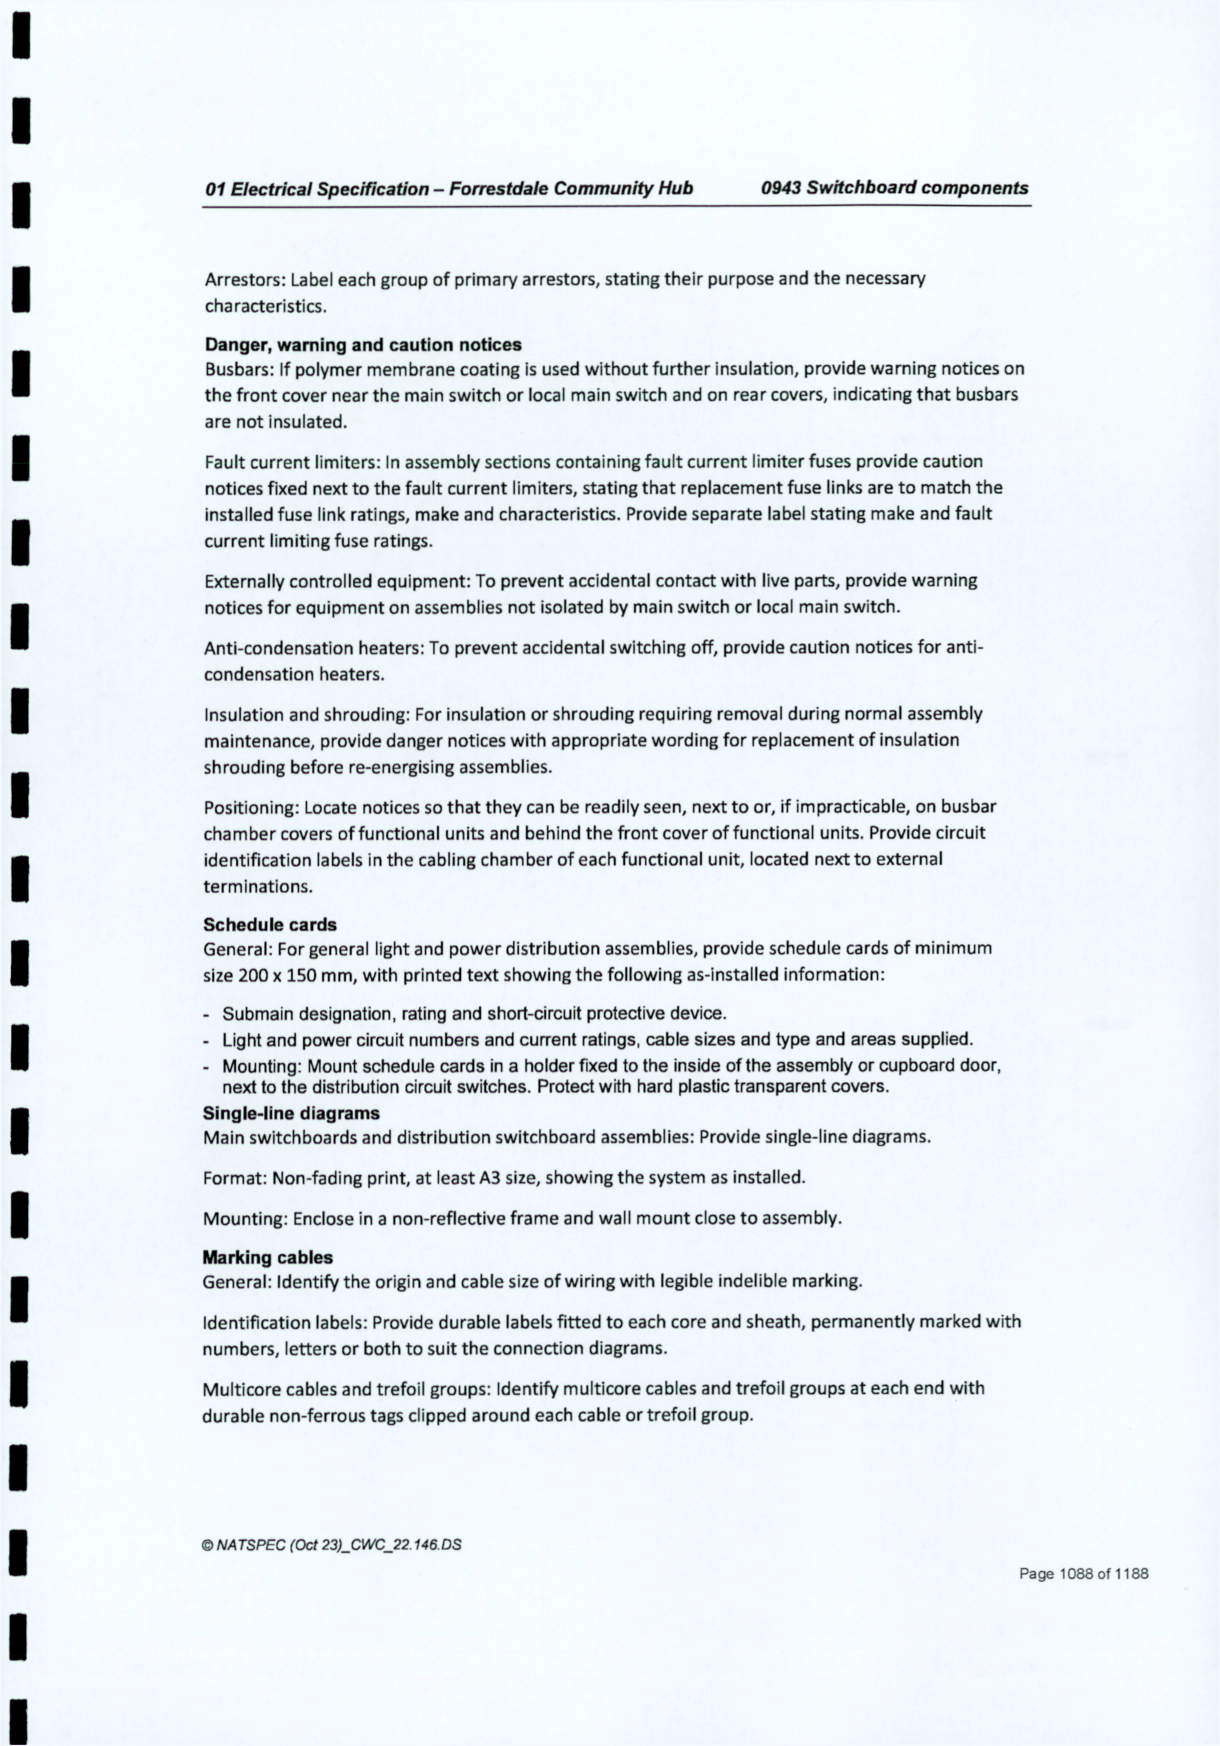 01 Electrical Specification – Forrestdale Community Hub 0943 Switchboard components
Arrestors: Label each group of primary arrestors, stating their purpose and the necessary
characteristics.
Danger, warning and caution notices
Busbars: If polymer membrane coating is used without further insulation, provide warning notices on
the front cover near the main switch or local main switch and on rear covers, indicating that busbars
are not insulated.
Fault current limiters: In assembly sections containing fault current limiter fuses provide caution
notices fixed next to the fault current limiters, stating that replacement fuse links are to match the
installed fuse link ratings, make and characteristics. Provide separate label stating make and fault
current limiting fuse ratings.
Externally controlled equipment: To prevent accidental contact with live parts, provide warning
notices for equipment on assemblies not isolated by main switch or local main switch.
Anti-condensation heaters: To prevent accidental switching off, provide caution notices for anti-
condensation heaters.
Insulation and shrouding: For insulation or shrouding requiring removal during normal assembly
maintenance, provide danger notices with appropriate wording for replacement of insulation
shrouding before re-energising assemblies.
Positioning: Locate notices so that they can be readily seen, next to or, if impracticable, on busbar
chamber covers of functional units and behind the front cover of functional units. Provide circuit
identification labels in the cabling chamber of each functional unit, located next to external
terminations.
Schedule cards
General: For general light and power distribution assemblies, provide schedule cards of minimum
size 200 x 150 mm, with printed text showing the following as-installed information:
- Submain designation, rating and short-circuit protective device.
- Light and power circuit numbers and current ratings, cable sizes and type and areas supplied.
- Mounting: Mount schedule cards in a holder fixed to the inside of the assembly or cupboard door,
next to the distribution circuit switches. Protect with hard plastic transparent covers.
Single-line diagrams
Main switchboards and distribution switchboard assemblies: Provide single-line diagrams.
Format: Non-fading print, at least A3 size, showing the system as installed.
Mounting: Enclose in a non-reflective frame and wall mount close to assembly.
Marking cables
General: Identify the origin and cable size of wiring with legible indelible marking.
Identification labels: Provide durable labels fitted to each core and sheath, permanently marked with
numbers, letters or both to suit the connection diagrams.
Multicore cables and trefoil groups: Identify multicore cables and trefoil groups at each end with
durable non-ferrous tags clipped around each cable or trefoil group.
© NATSPEC (Oct 23)_CWC_22.146.DS
Page 1088 of 1188